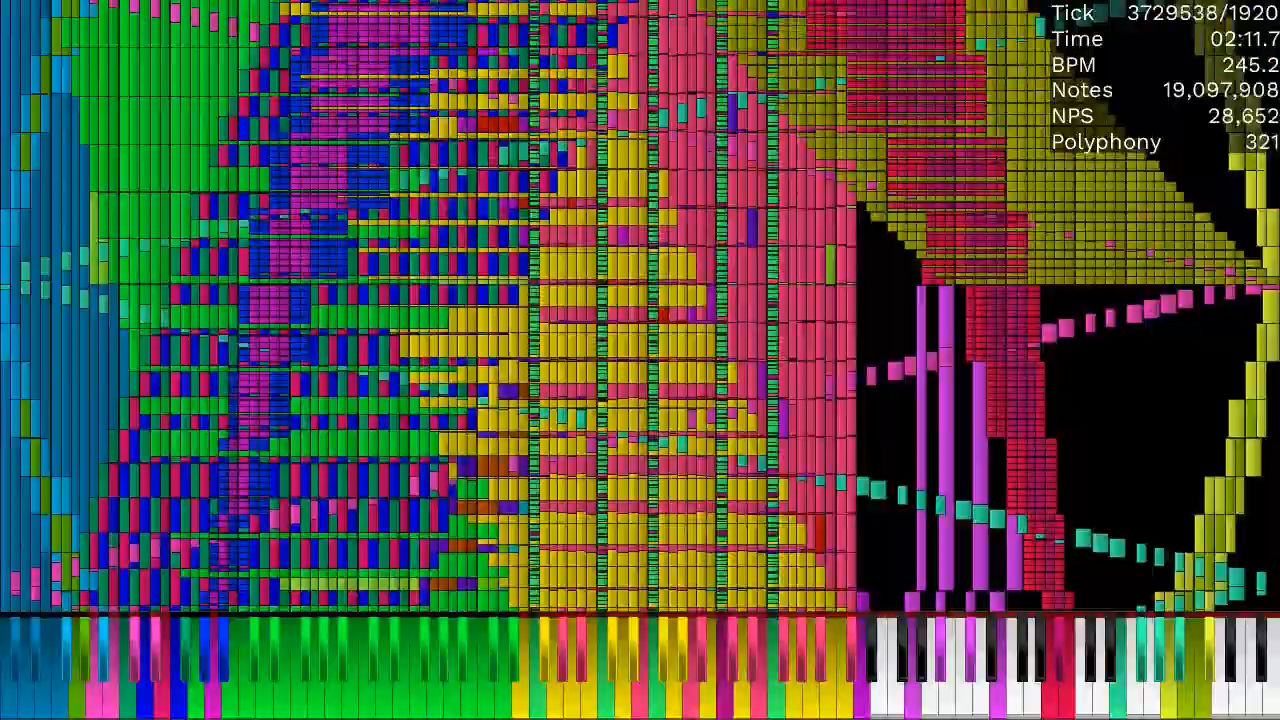 Tick 3729538/1920
Time 02:11.7
BPM 245.2
Notes 19,097,908
NPS 28,652
Polyphony 321